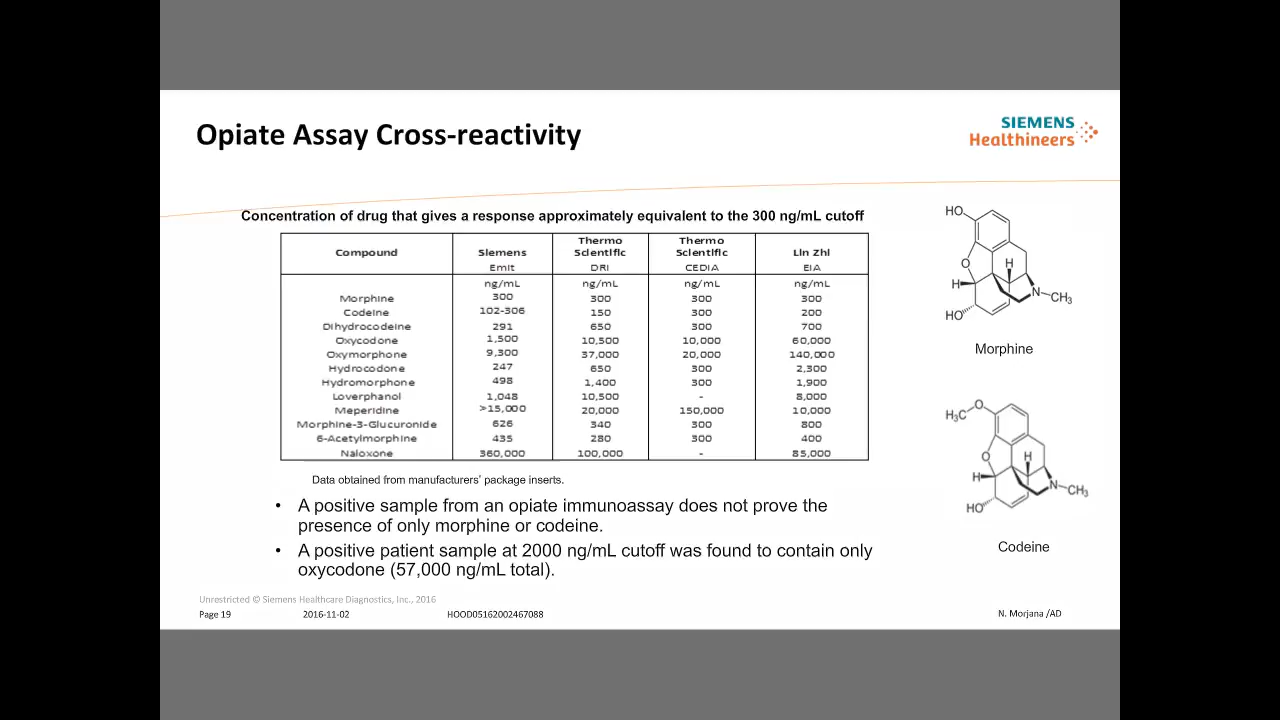 Opiate Assay Cross-reactivity
SIEMENS
Healthineers
Concentration of drug that gives a response approximately equivalent to the 300 ng/mL cutoff
Compound Siemens Emit Thermo Scientific DRI Thermo Scientific CEDIA Lin Zhi EIA
ng/mL ng/mL ng/mL ng/mL
Morphine 300 300 300 300
Codeine 102-306 150 300 200
Dihydrocodeine 291 650 300 700
Oxycodone 1,500 10,500 10,000 60,000
Oxymorphone 9,300 37,000 20,000 140,000
Hydrocodone 247 650 300 2,300
Hydromorphone 498 1,400 300 1,900
Loverphanol 1,048 10,500 - 8,000
Meperidine >15,000 20,000 150,000 10,000
Morphine-3-Glucuronide 626 340 300 800
6-Acetylmorphine 435 280 300 400
Naloxone 360,000 100,000 - 85,000
Data obtained from manufacturers' package inserts.
• A positive sample from an opiate immunoassay does not prove the
presence of only morphine or codeine.
• A positive patient sample at 2000 ng/mL cutoff was found to contain only
oxycodone (57,000 ng/mL total).
HO
O
H
H
N
CH₃
HO
Morphine
H₃C
O
O
H
H
N
CH₃
HO
Codeine
Unrestricted © Siemens Healthcare Diagnostics, Inc., 2016
Page 19 2016-11-02 HOOD05162002467088 N. Morjana /AD